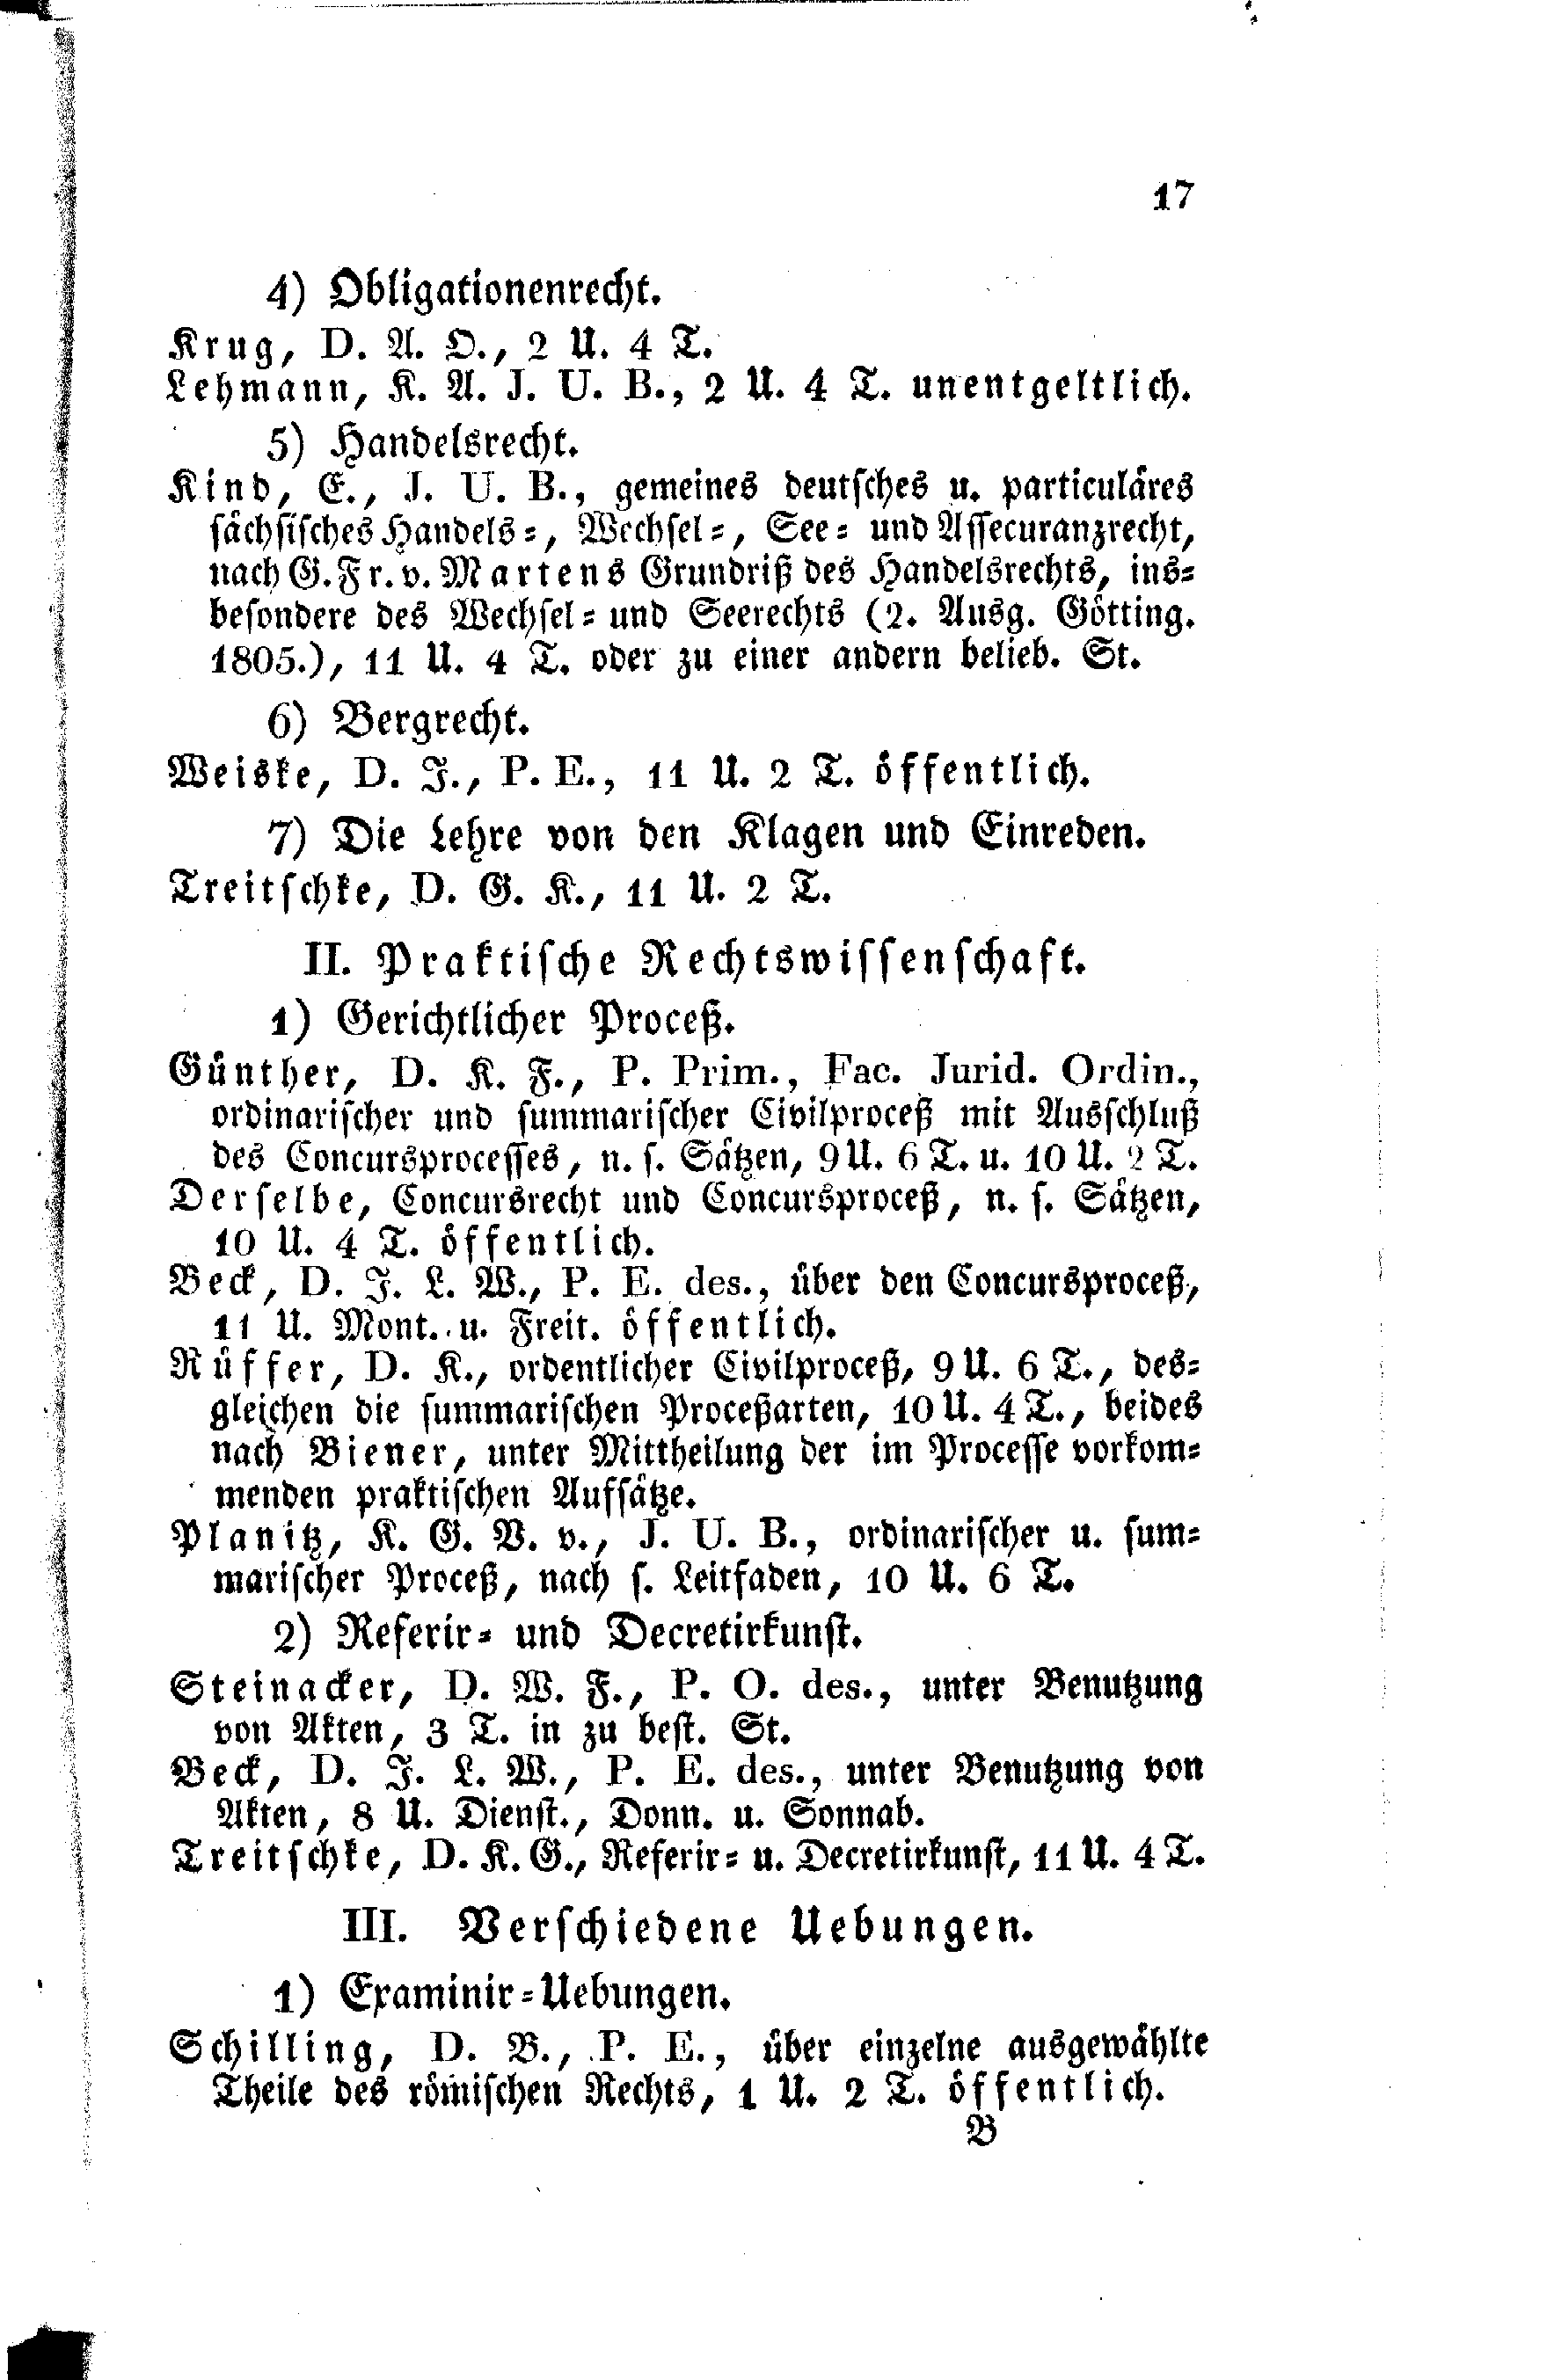 17
4) Obligationenrecht.
Krug, D. A. O., 2 U. 4 T.
Lehmann, K. A. J. U. B., 2 U. 4 T. unentgeltlich.
5) Handelsrecht.
Kind, E., J. U. B., gemeines deutsches u. particuläres
sächsisches Handels-, Wechsel-, See- und Assecuranzrecht,
nach G. Fr. v. Martens Grundriß des Handelsrechts, ins-
besondere des Wechsel- und Seerechts (2. Ausg. Götting.
1805.), 11 U. 4 T. oder zu einer andern belieb. St.
6) Bergrecht.
Weiske, D. J., P. E., 11 U. 2 T. öffentlich.
7) Die Lehre von den Klagen und Einreden.
Treitschke, D. G. K., 11 U. 2 T.
II. Praktische Rechtswissenschaft.
1) Gerichtlicher Proceß.
Günther, D. K. F., P. Prim., Fac. Jurid. Ordin.,
ordinarischer und summarischer Civilproceß mit Ausschluß
des Concursprocesses, n. s. Sätzen, 9 U. 6 T. u. 10 U. 2 T.
Derselbe, Concursrecht und Concursproceß, n. s. Sätzen,
10 U. 4 T. öffentlich.
Beck, D. J. L. W., P. E. des., über den Concursproceß,
11 U. Mont. u. Freit. öffentlich.
Rüffer, D. K., ordentlicher Civilproceß, 9 U. 6 T., des-
gleichen die summarischen Proceßarten, 10 U. 4 T., beides
nach Biener, unter Mittheilung der im Processe vorkom-
menden praktischen Aufsätze.
Planitz, K. G. V. v., J. U. B., ordinarischer u. sum-
marischer Proceß, nach s. Leitfaden, 10 U. 6 T.
2) Referir- und Decretirkunst.
Steinacker, D. W. F., P. O. des., unter Benutzung
von Akten, 3 T. in zu best. St.
Beck, D. J. L. W., P. E. des., unter Benutzung von
Akten, 8 U. Dienst., Donn. u. Sonnab.
Treitschke, D. K. G., Referir- u. Decretirkunst, 11 U. 4 T.
III. Verschiedene Uebungen.
1) Examinir-Uebungen.
Schilling, D. B., P. E., über einzelne ausgewählte
Theile des römischen Rechts, 1 U. 2 T. öffentlich.
B